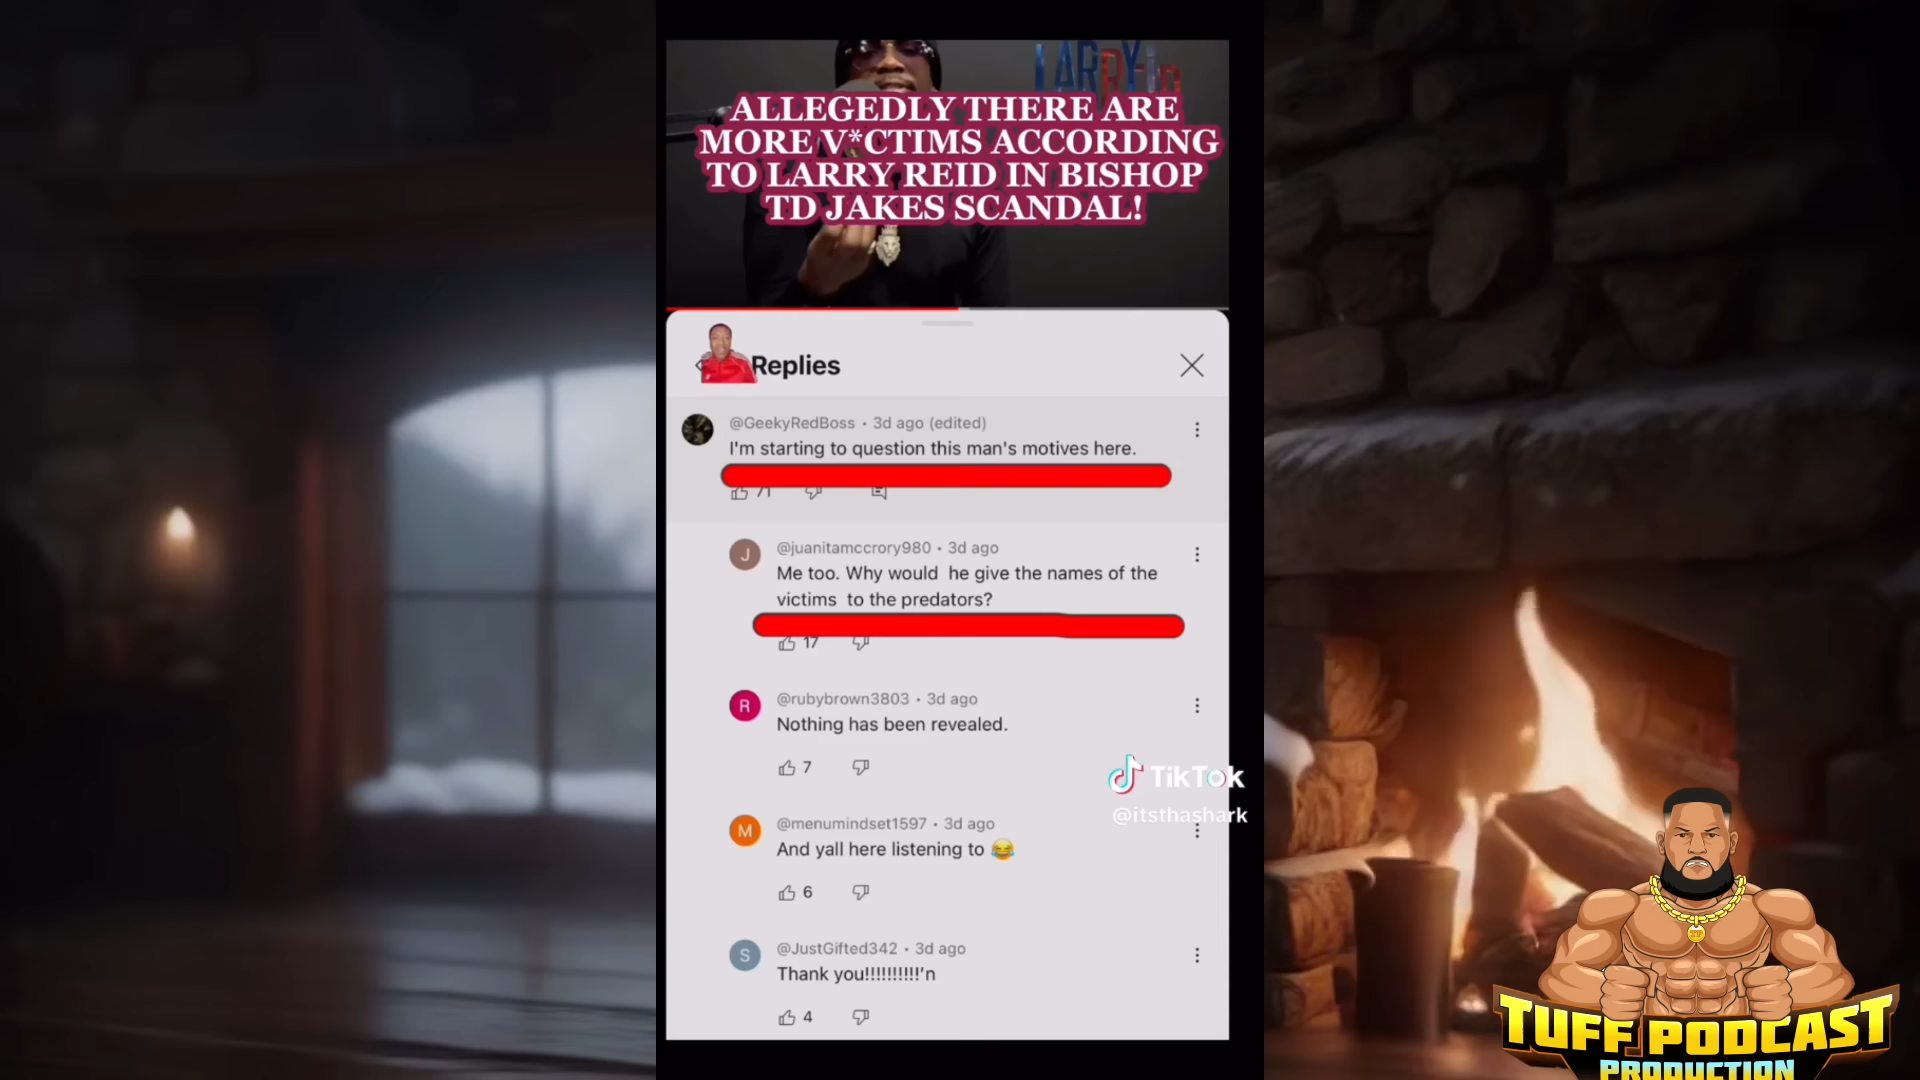 LARRY
ALLEGEDLY THERE ARE
MORE V*CTIMS ACCORDING
TO LARRY REID IN BISHOP
TD JAKES SCANDAL!
Replies
@GeekyRedBoss • 3d ago (edited)
I'm starting to question this man's motives here.
71
J
@juanitamccrory980 • 3d ago
Me too. Why would he give the names of the
victims to the predators?
17
R
@rubybrown3803 • 3d ago
Nothing has been revealed.
7
TikTok
@itsthashark
M
@menumindset1597 • 3d ago
And yall here listening to 😂
6
S
@JustGifted342 • 3d ago
Thank you!!!!!!!!!!'n
4
TUFF PODCAST
PRODUCTION